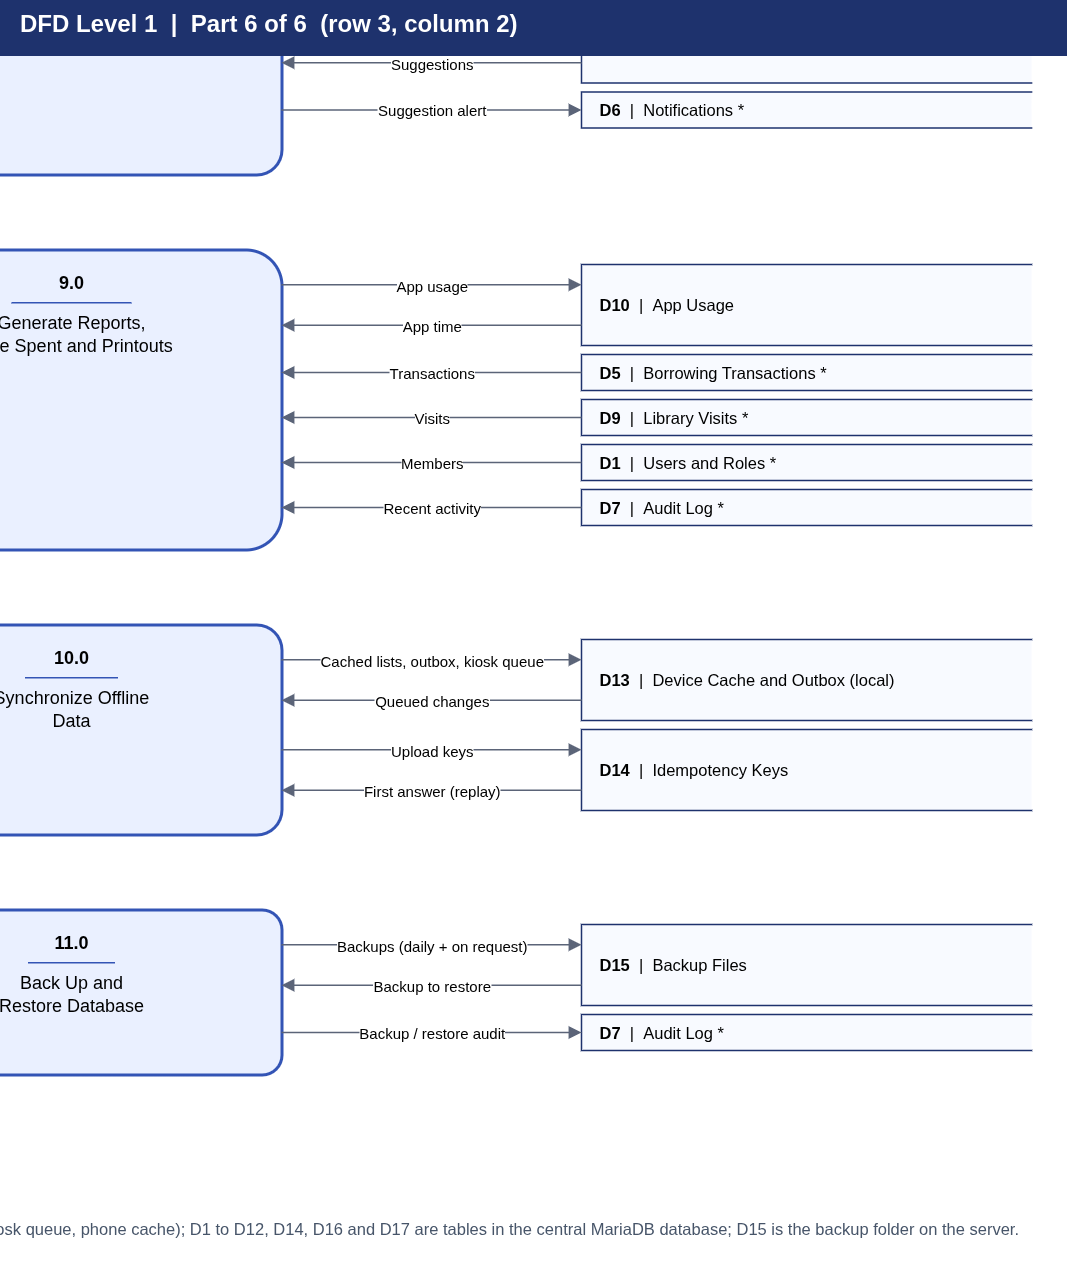 DFD Level 1 | Part 6 of 6 (row 3, column 2)
Suggestions
Suggestion alert
D6 | Notifications *
9.0
Generate Reports,
e Spent and Printouts
App usage
App time
D10 | App Usage
Transactions
D5 | Borrowing Transactions *
Visits
D9 | Library Visits *
Members
D1 | Users and Roles *
Recent activity
D7 | Audit Log *
10.0
Synchronize Offline
Data
Cached lists, outbox, kiosk queue
Queued changes
D13 | Device Cache and Outbox (local)
Upload keys
First answer (replay)
D14 | Idempotency Keys
11.0
Back Up and
Restore Database
Backups (daily + on request)
Backup to restore
D15 | Backup Files
Backup / restore audit
D7 | Audit Log *
osk queue, phone cache); D1 to D12, D14, D16 and D17 are tables in the central MariaDB database; D15 is the backup folder on the server.